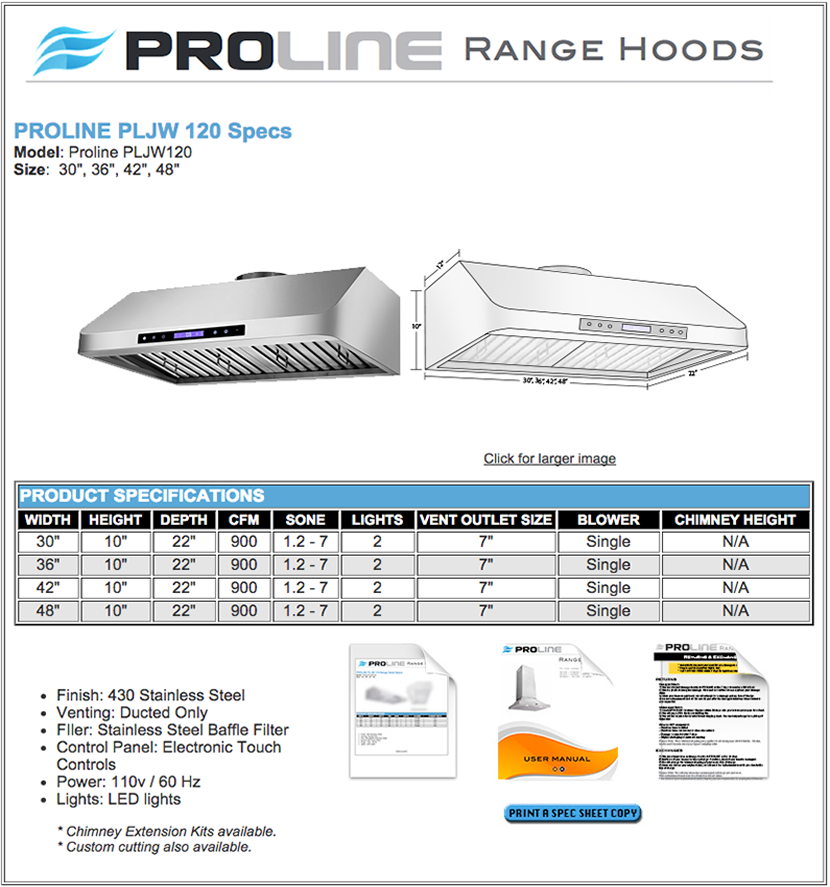 PROLINE RANGE HOODS
PROLINE PLJW 120 Specs
Model: Proline PLJW120
Size: 30", 36", 42", 48"
12"
10"
30", 36", 42", 48"
22"
Click for larger image
PRODUCT SPECIFICATIONS
WIDTH HEIGHT DEPTH CFM SONE LIGHTS VENT OUTLET SIZE BLOWER CHIMNEY HEIGHT
30" 10" 22" 900 1.2 - 7 2 7" Single N/A
36" 10" 22" 900 1.2 - 7 2 7" Single N/A
42" 10" 22" 900 1.2 - 7 2 7" Single N/A
48" 10" 22" 900 1.2 - 7 2 7" Single N/A
• Finish: 430 Stainless Steel
• Venting: Ducted Only
• FIler: Stainless Steel Baffle Filter
• Control Panel: Electronic Touch
Controls
• Power: 110v / 60 Hz
• Lights: LED lights
* Chimney Extension Kits available.
* Custom cutting also available.
PROLINE RANGE
PROLINE
RANGE
USER MANUAL
PROLINE RAN
RETURNS
EXCHANGES
PRINT A SPEC SHEET COPY